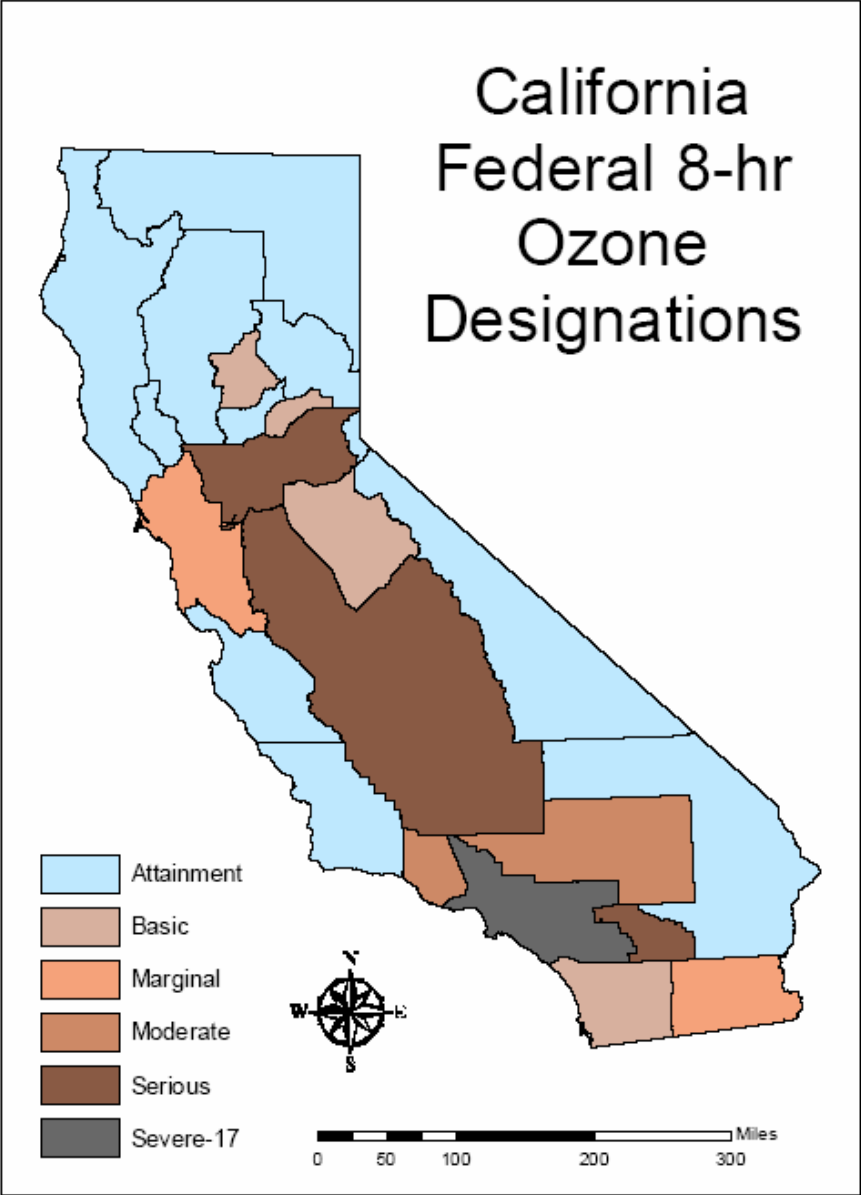 California
Federal 8-hr
Ozone
Designations
Attainment
Basic
Marginal
Moderate
Serious
Severe-17
N
W E
S
Miles
0 50 100 200 300